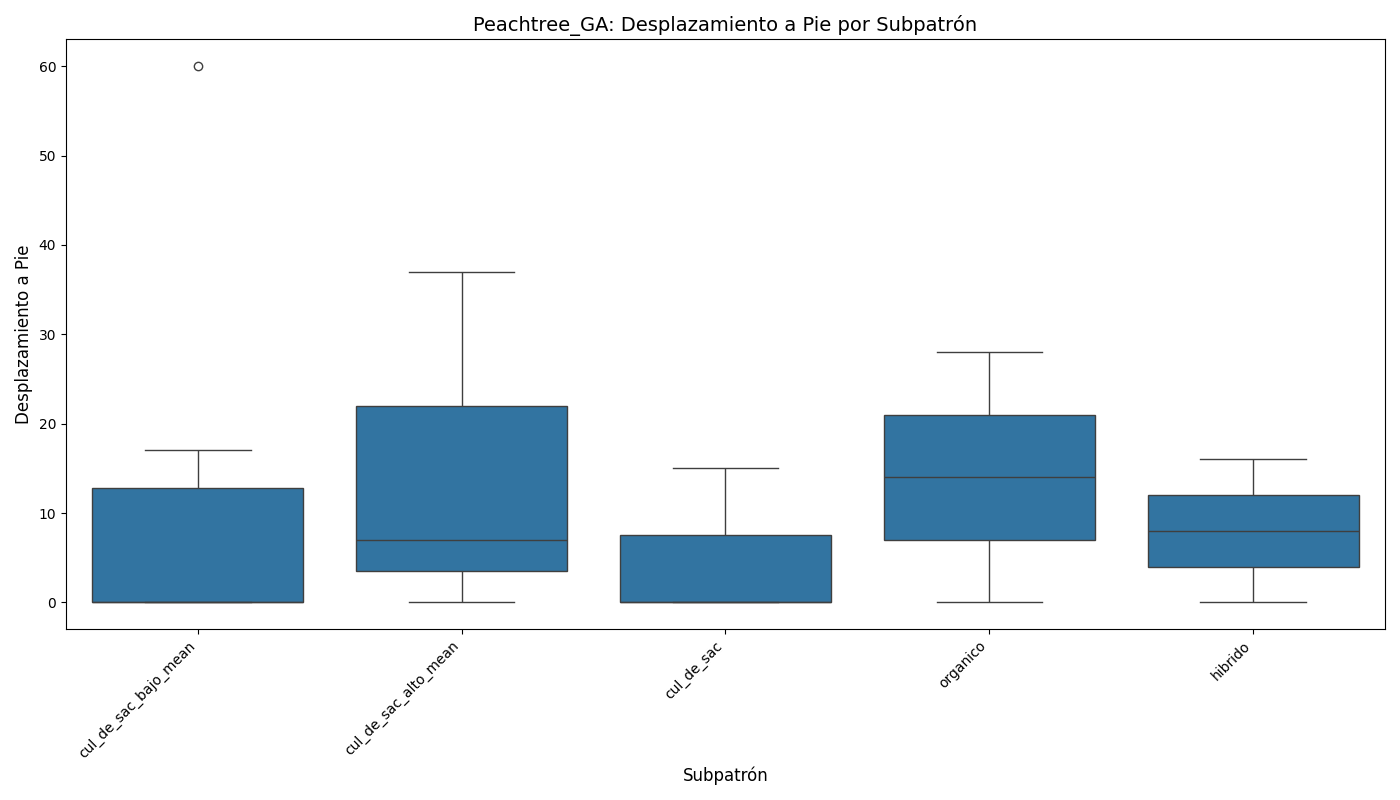 Peachtree_GA: Desplazamiento a Pie por Subpatrón
Desplazamiento a Pie
60
50
40
30
20
10
0
cul_de_sac_bajo_mean
cul_de_sac_alto_mean
cul_de_sac
organico
hibrido
Subpatrón